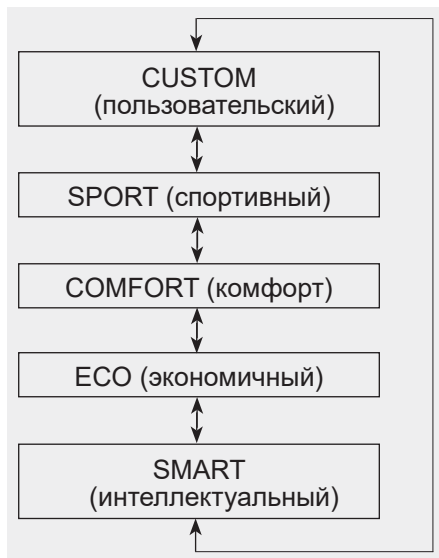 CUSTOM
(пользовательский)
SPORT (спортивный)
COMFORT (комфорт)
ECO (экономичный)
SMART
(интеллектуальный)